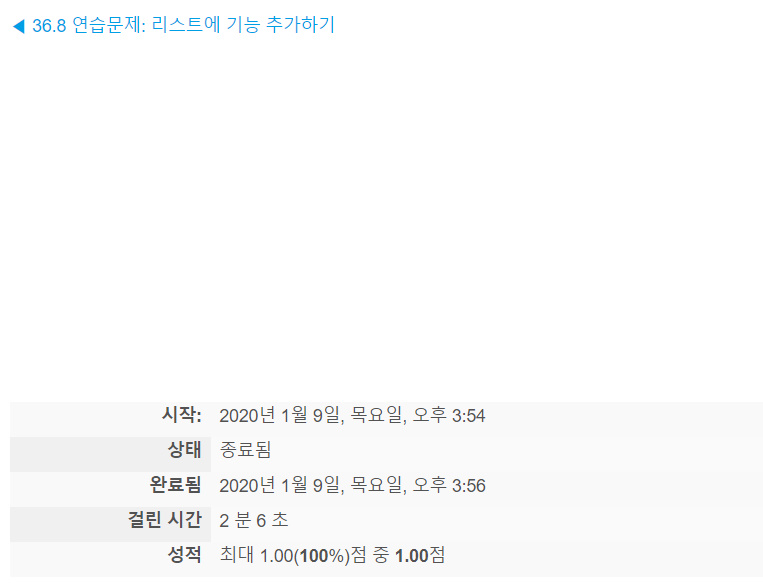 ◀ 36.8 연습문제: 리스트에 기능 추가하기
시작: 2020년 1월 9일, 목요일, 오후 3:54
상태 종료됨
완료됨 2020년 1월 9일, 목요일, 오후 3:56
걸린 시간 2 분 6 초
성적 최대 1.00(100%)점 중 1.00점